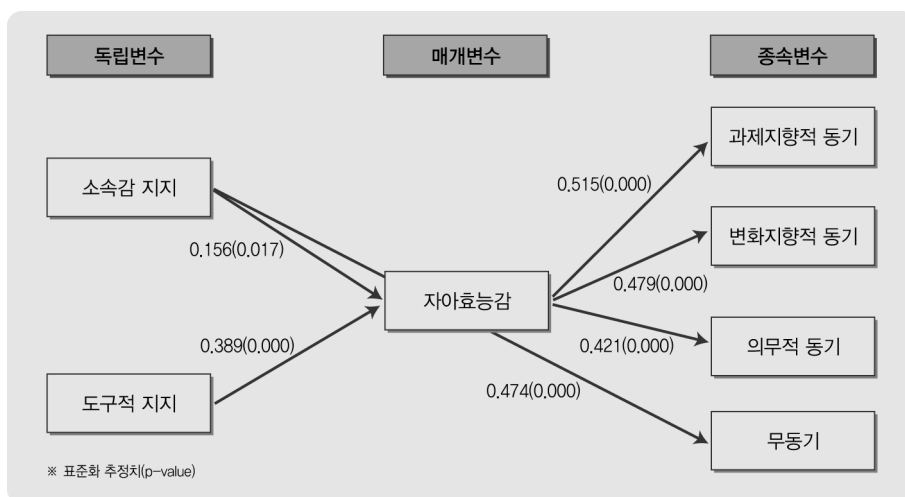 독립변수
매개변수
종속변수
과제지향적 동기
소속감 지지
0.515(0.000)
변화지향적 동기
0.156(0.017)
0.479(0.000)
자아효능감
0.389(0.000)
0.421(0.000)
의무적 동기
0.474(0.000)
도구적 지지
무동기
※ 표준화 추정치(p-value)